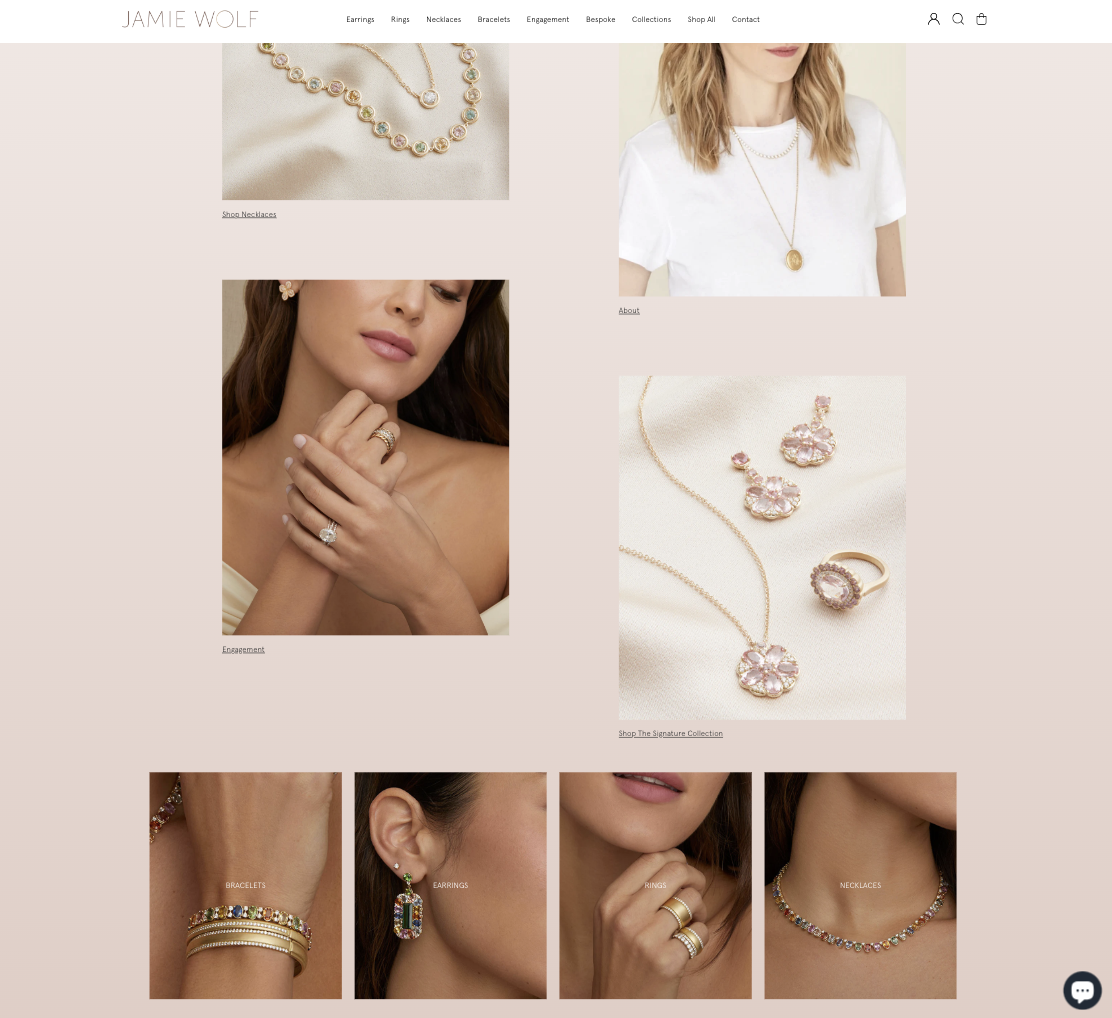 JAMIE WOLF
Earrings Rings Necklaces Bracelets Engagement Bespoke Collections Shop All Contact
Shop Necklaces
About
Engagement
Shop The Signature Collection
BRACELETS
EARRINGS
RINGS
NECKLACES